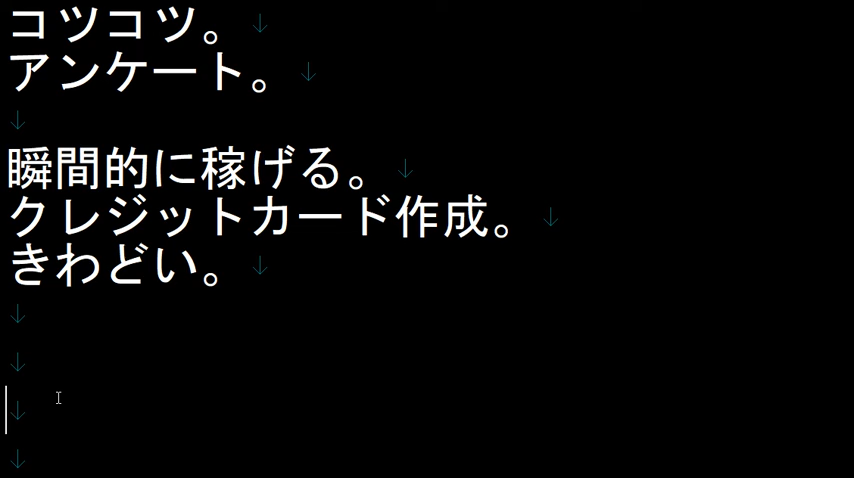 コツコツ。
アンケート。
瞬間的に稼げる。
クレジットカード作成。
きわどい。